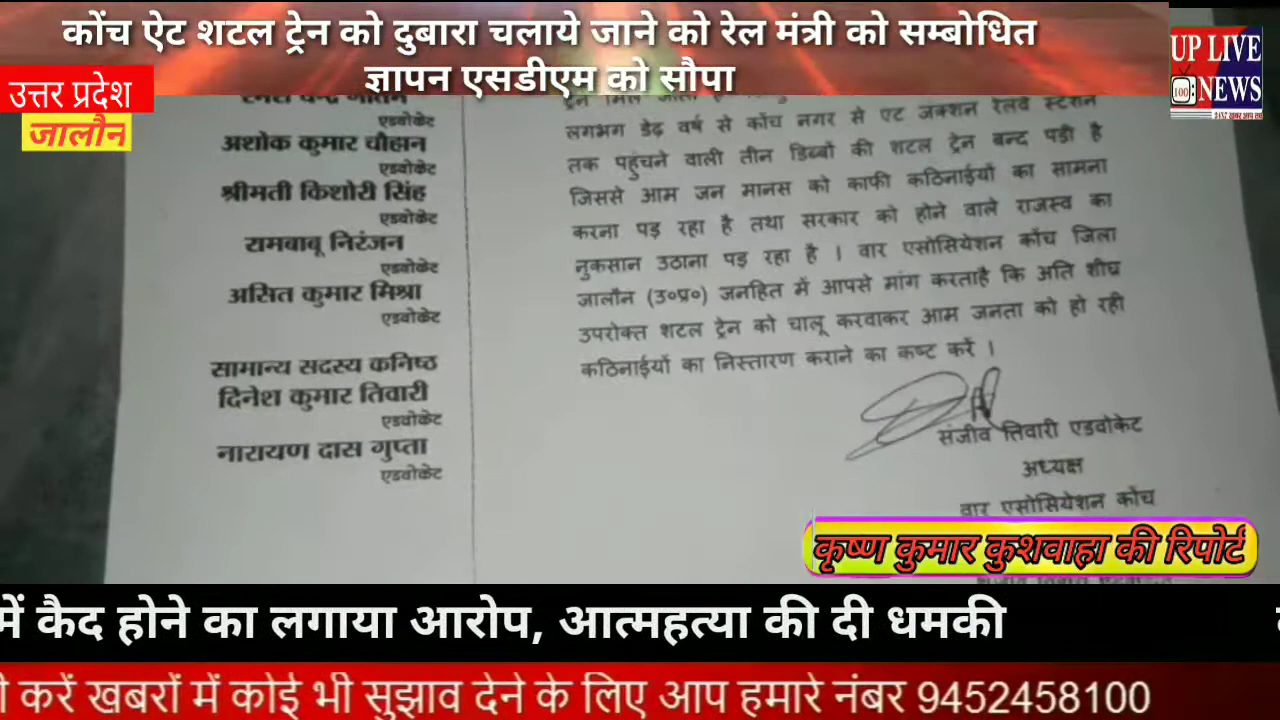 कोंच ऐट शटल ट्रेन को दुबारा चलाये जाने को रेल मंत्री को सम्बोधित
ज्ञापन एसडीएम को सौपा
UP LIVE
100 NEWS
24X7 खबर आप तक
उत्तर प्रदेश
जालौन
एडवोकेट
अशोक कुमार चौहान
एडवोकेट
श्रीमती किशोरी सिंह
एडवोकेट
रामबाबू निरंजन
एडवोकेट
असित कुमार मिश्रा
एडवोकेट
सामान्य सदस्य कनिष्ठ
दिनेश कुमार तिवारी
एडवोकेट
नारायण दास गुप्ता
एडवोकेट
लगभग डेढ़ वर्ष से कोंच नगर से एट जंक्शन रेलवे स्टेशन
तक पहुंचने वाली तीन डिब्बों की शटल ट्रेन बन्द पड़ी है
जिससे आम जन मानस को काफी कठिनाईयों का सामना
करना पड़ रहा है तथा सरकार को होने वाले राजस्व का
नुकसान उठाना पड़ रहा है । वार एसोसियेशन कोंच जिला
जालौन (उ०प्र०) जनहित में आपसे मांग करताहै कि अति शीघ्र
उपरोक्त शटल ट्रेन को चालू करवाकर आम जनता को हो रही
कठिनाईयों का निस्तारण कराने का कष्ट करें ।
संजीव तिवारी एडवोकेट
अध्यक्ष
वार एसोसियेशन कोंच
कृष्ण कुमार कुशवाहा की रिपोर्ट
में कैद होने का लगाया आरोप, आत्महत्या की दी धमकी
करें खबरों में कोई भी सुझाव देने के लिए आप हमारे नंबर 9452458100